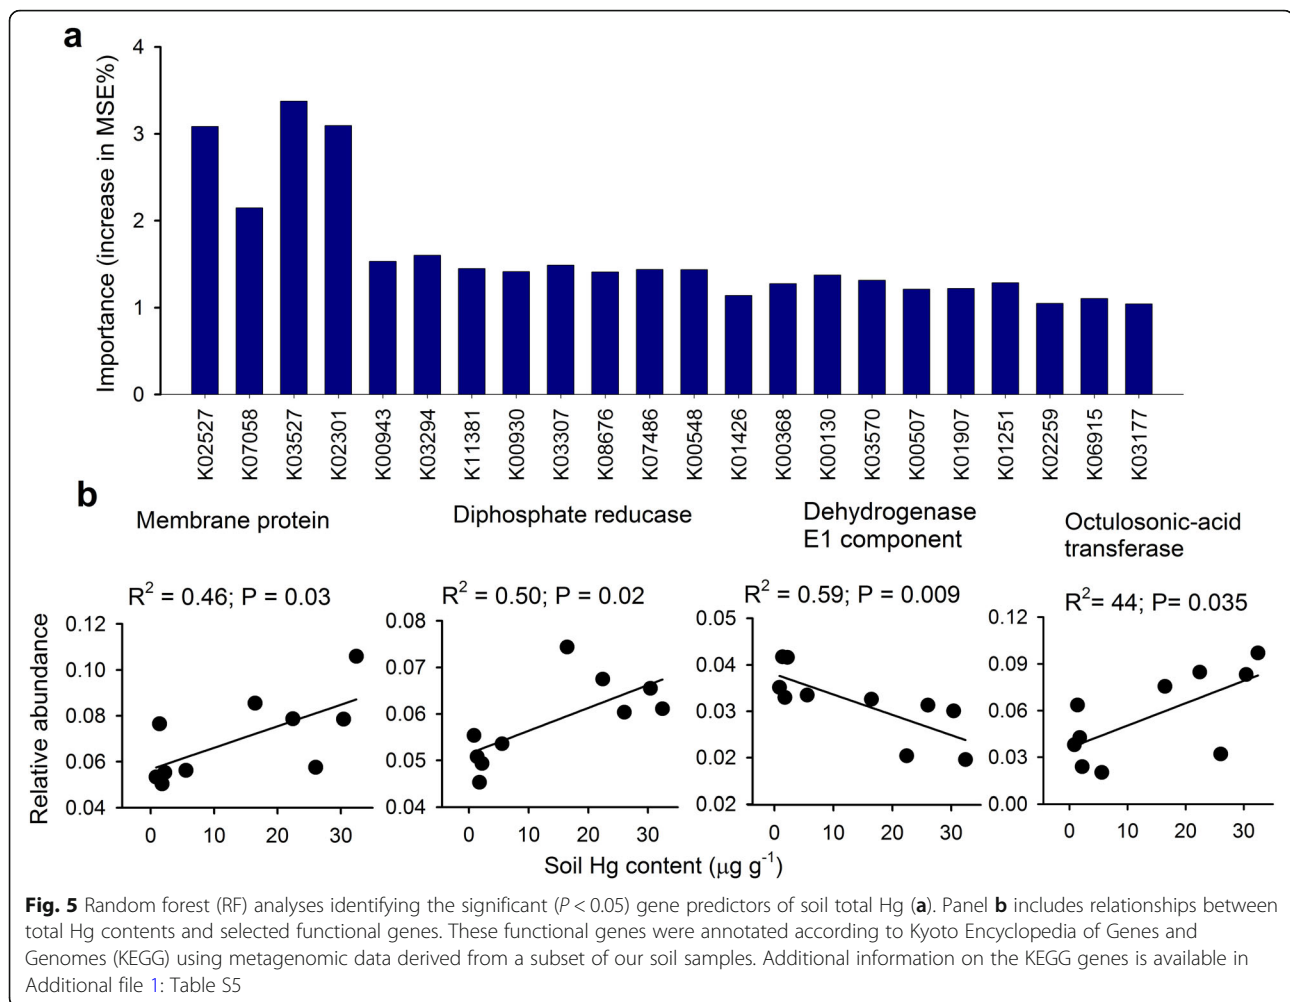 a
Importance (increase in MSE%)
4
3
2
1
0
K02527
K07058
K03527
K02301
K00943
K03294
K11381
K00930
K03307
K08676
K07486
K00548
K01426
K00368
K00130
K03570
K00507
K01907
K01251
K02259
K06915
K03177
b
Membrane protein
R² = 0.46; P = 0.03
Relative abundance
0.12
0.10
0.08
0.06
0.04
0 10 20 30
Diphosphate reducase
R² = 0.50; P = 0.02
0.08
0.07
0.06
0.05
0.04
0 10 20 30
Dehydrogenase
E1 component
R² = 0.59; P = 0.009
0.05
0.04
0.03
0.02
0.02
0 10 20 30
Octulosonic-acid
transferase
R²= 44; P= 0.035
0.12
0.09
0.06
0.03
0.00
0 10 20 30
Soil Hg content (μg g⁻¹)
Fig. 5 Random forest (RF) analyses identifying the significant (P < 0.05) gene predictors of soil total Hg (a). Panel b includes relationships between
total Hg contents and selected functional genes. These functional genes were annotated according to Kyoto Encyclopedia of Genes and
Genomes (KEGG) using metagenomic data derived from a subset of our soil samples. Additional information on the KEGG genes is available in
Additional file 1: Table S5